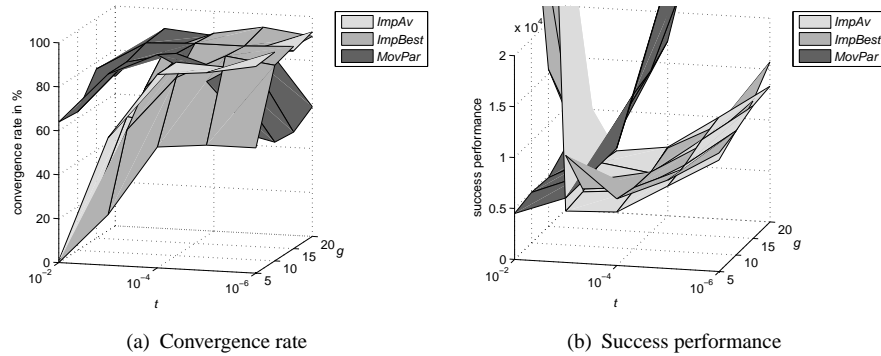 100
80
60
40
20
0
convergence rate in %
10−2
10−4
10−6
t
5
10
15
20
g
ImpAv
ImpBest
MovPar
(a) Convergence rate
x 10^4
2
1.5
1
0.5
0
success performance
10−2
10−4
10−6
t
5
10
15
20
g
ImpAv
ImpBest
MovPar
(b) Success performance